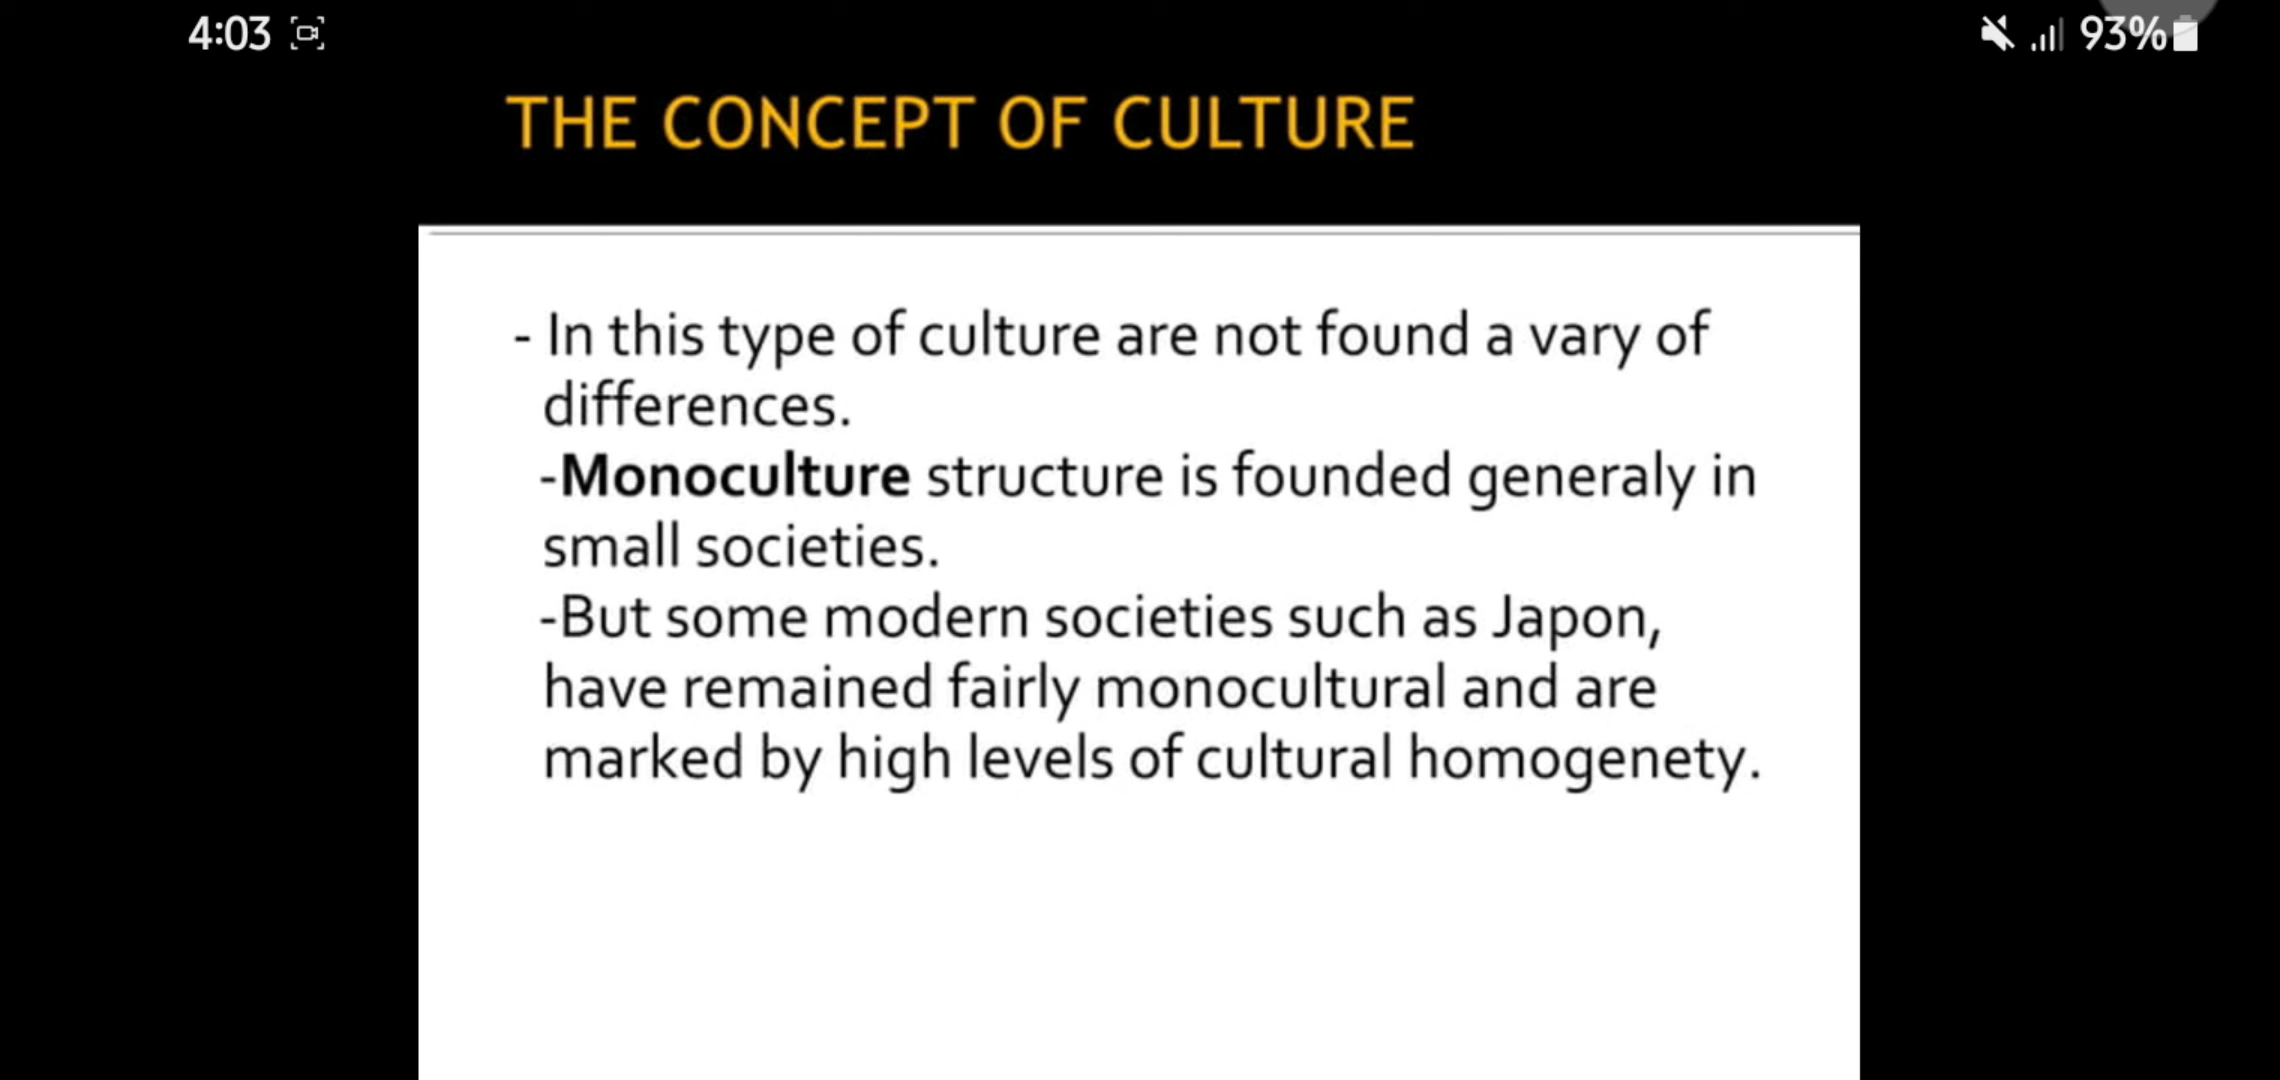 4:03 93%
THE CONCEPT OF CULTURE
- In this type of culture are not found a vary of
differences.
-Monoculture structure is founded generaly in
small societies.
-But some modern societies such as Japon,
have remained fairly monocultural and are
marked by high levels of cultural homogenety.